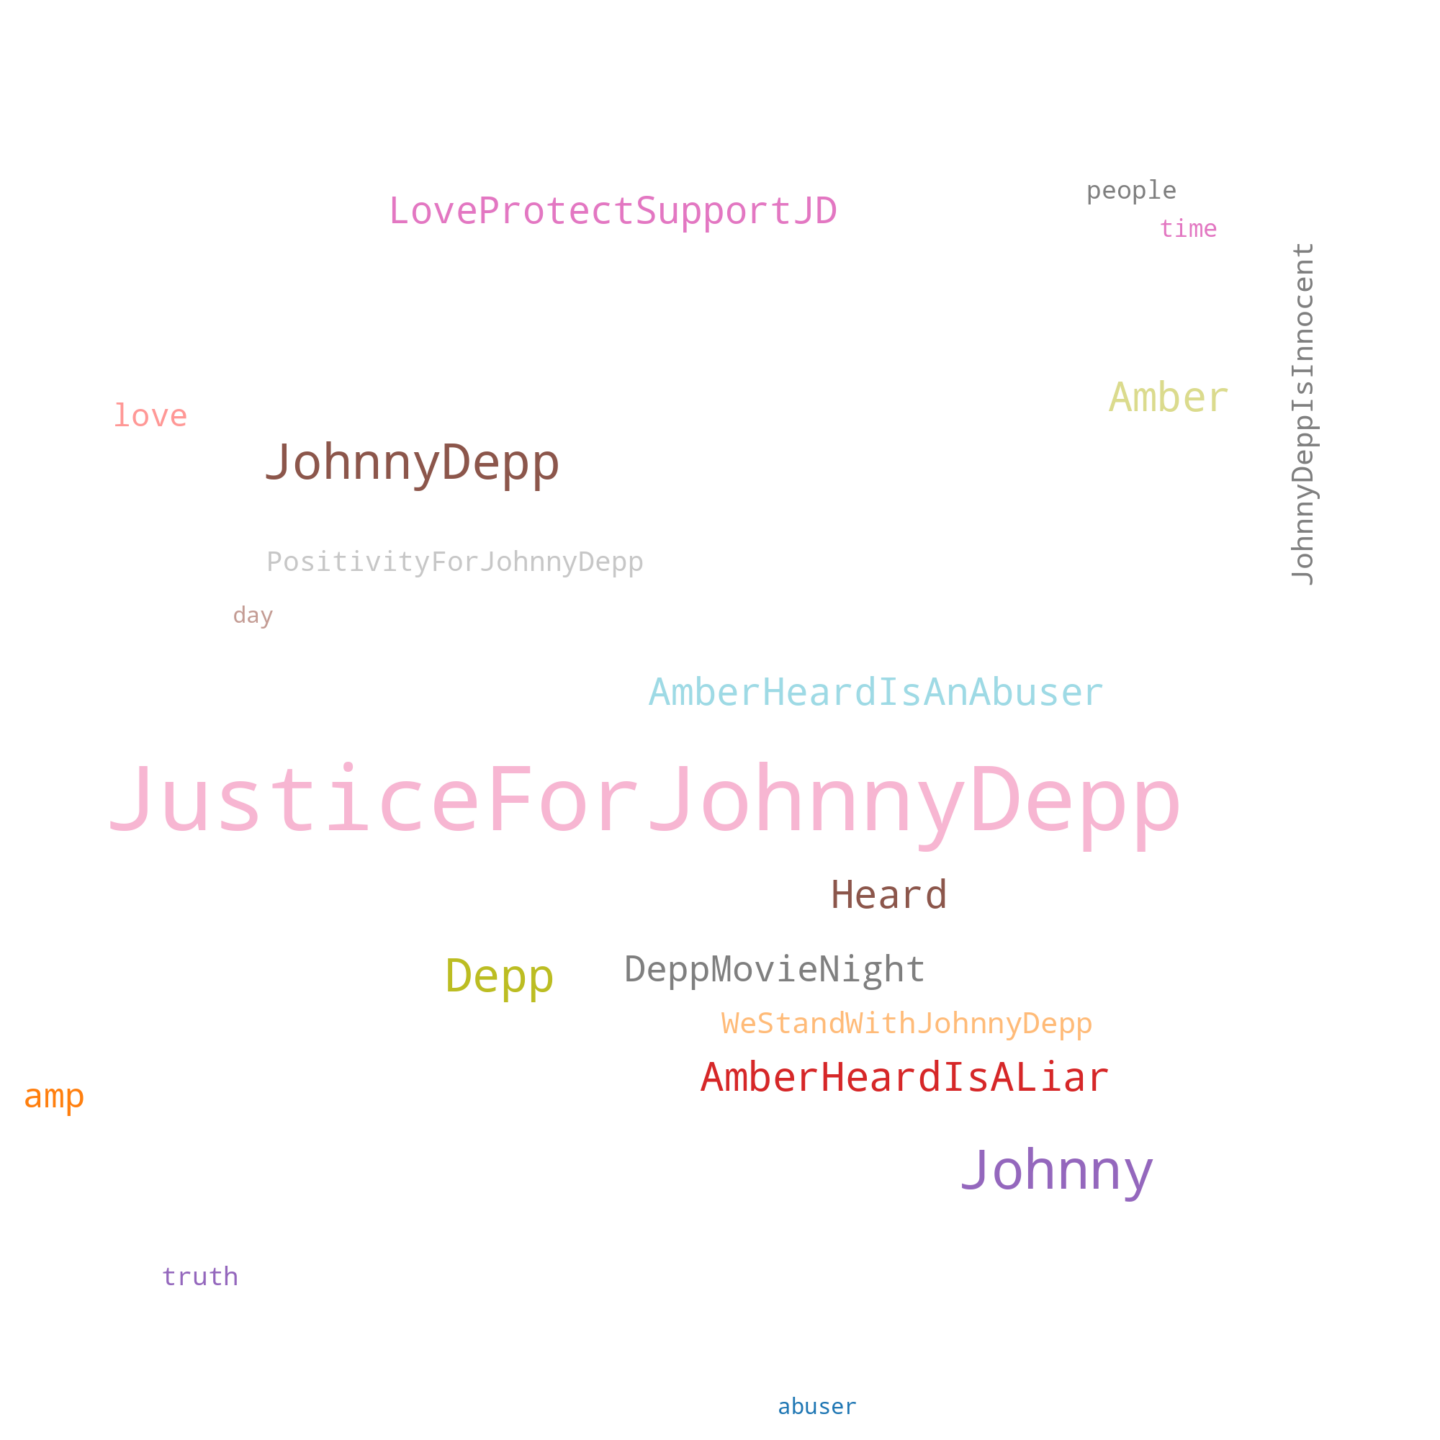 people
LoveProtectSupportJD
time
JohnnyDeppIsInnocent
Amber
love
JohnnyDepp
PositivityForJohnnyDepp
day
AmberHeardIsAnAbuser
JusticeForJohnnyDepp
Heard
DeppMovieNight
Depp
WeStandWithJohnnyDepp
AmberHeardIsALiar
amp
Johnny
truth
abuser